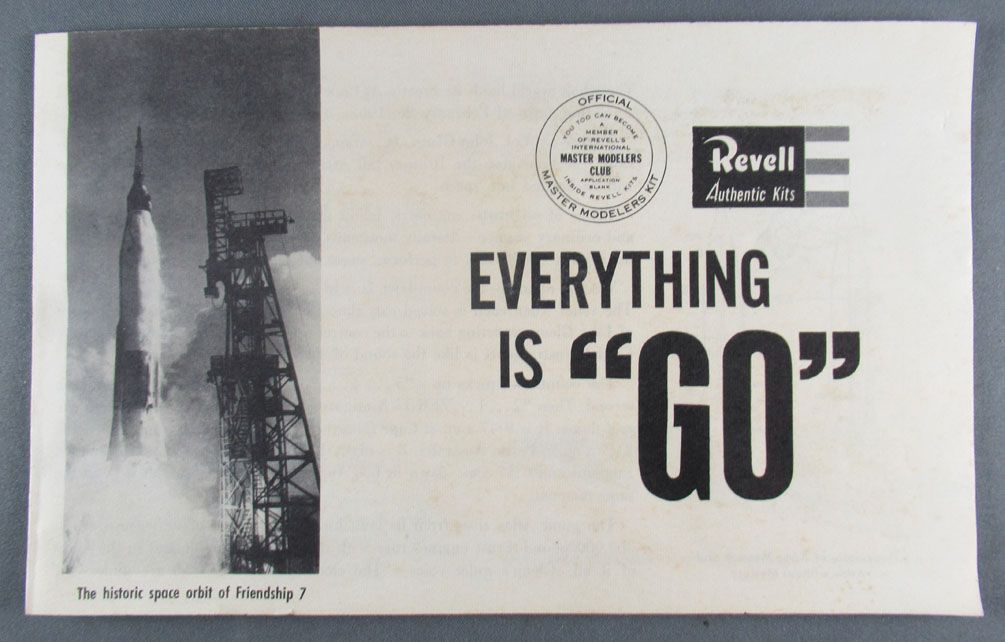 OFFICIAL
YOU TOO CAN BECOME
A
MEMBER
OF REVELL'S
INTERNATIONAL
MASTER MODELERS
CLUB
APPLICATION
BLANK
INSIDE REVELL KITS
MASTER MODELERS KIT
Revell
Authentic Kits
EVERYTHING
IS “GO”
The historic space orbit of Friendship 7